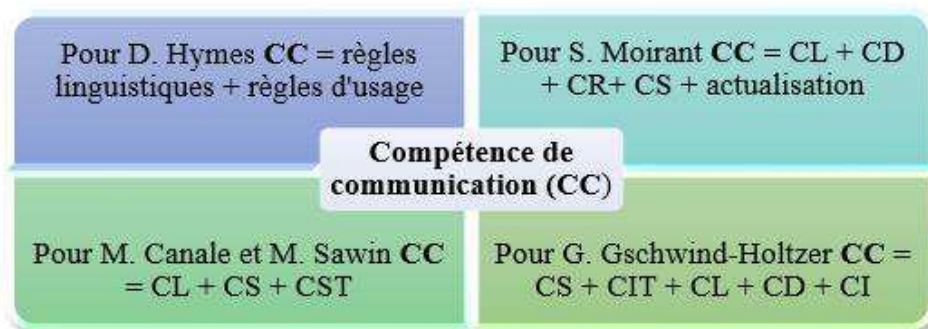 Pour D. Hymes CC = règles
linguistiques + règles d'usage
Pour S. Moirant CC = CL + CD
+ CR+ CS + actualisation
Compétence de
communication (CC)
Pour M. Canale et M. Sawin CC
= CL + CS + CST
Pour G. Gschwind-Holtzer CC =
CS + CIT + CL + CD + CI